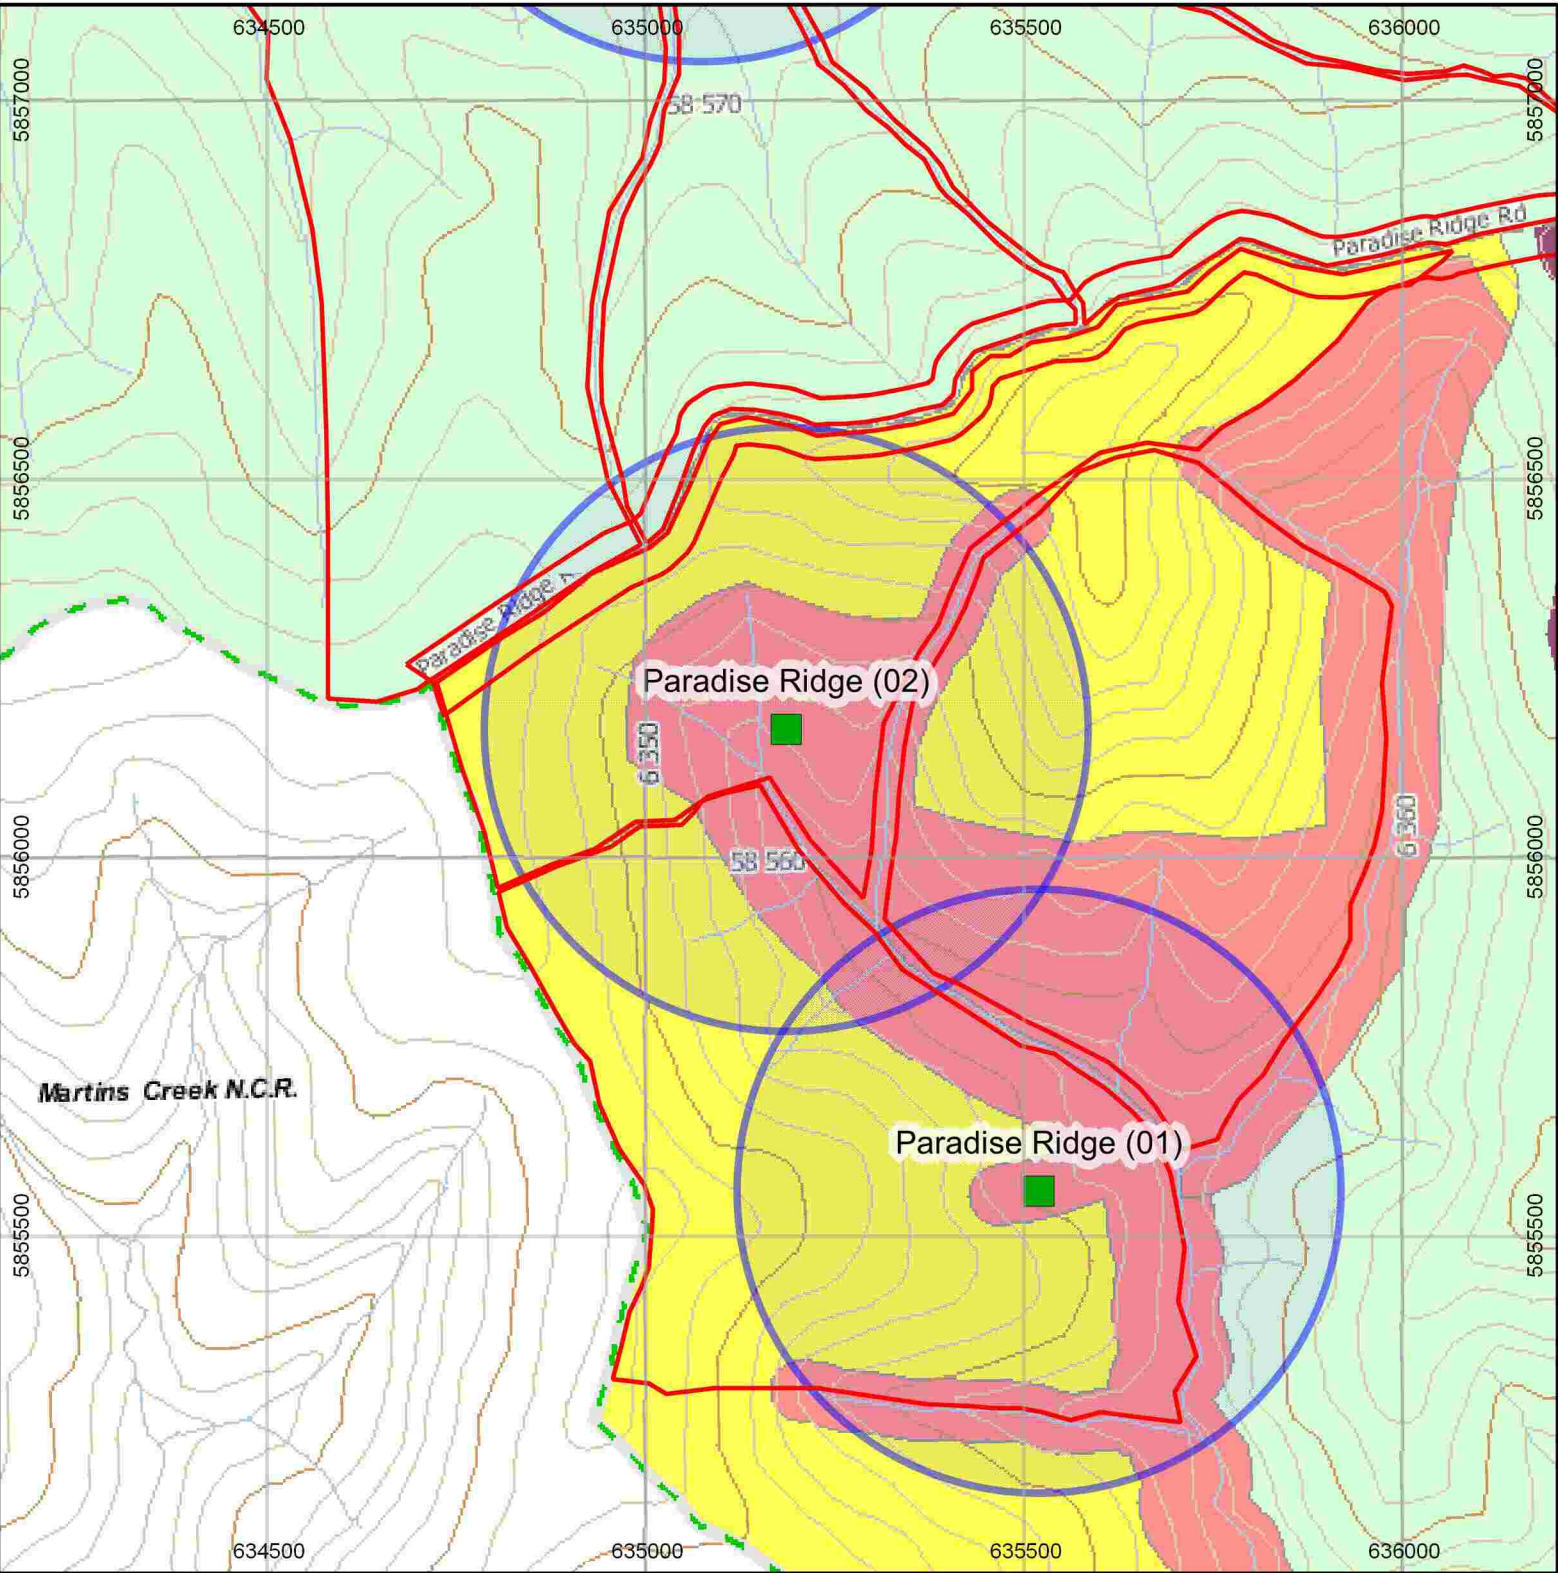 634500 635000 635500 636000
5857000 58 570 5857000
Paradise Ridge Rd
5856500 5856500
Paradise Ridge
Paradise Ridge (02)
6 350
6 360
5856000 58 560 5856000
Martins Creek N.C.R.
Paradise Ridge (01)
5855500 5855500
634500 635000 635500 636000